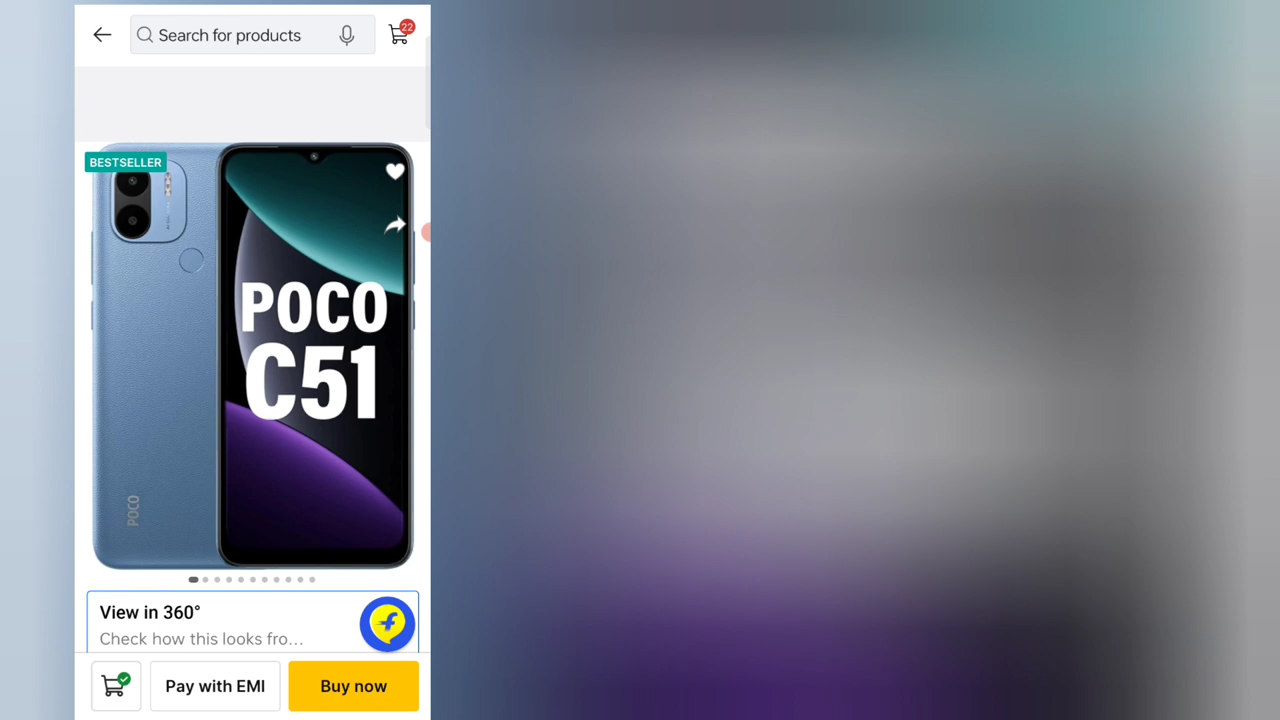 Search for products
22
BESTSELLER
POCO
C51
POCO
View in 360°
Check how this looks fro...
Pay with EMI
Buy now